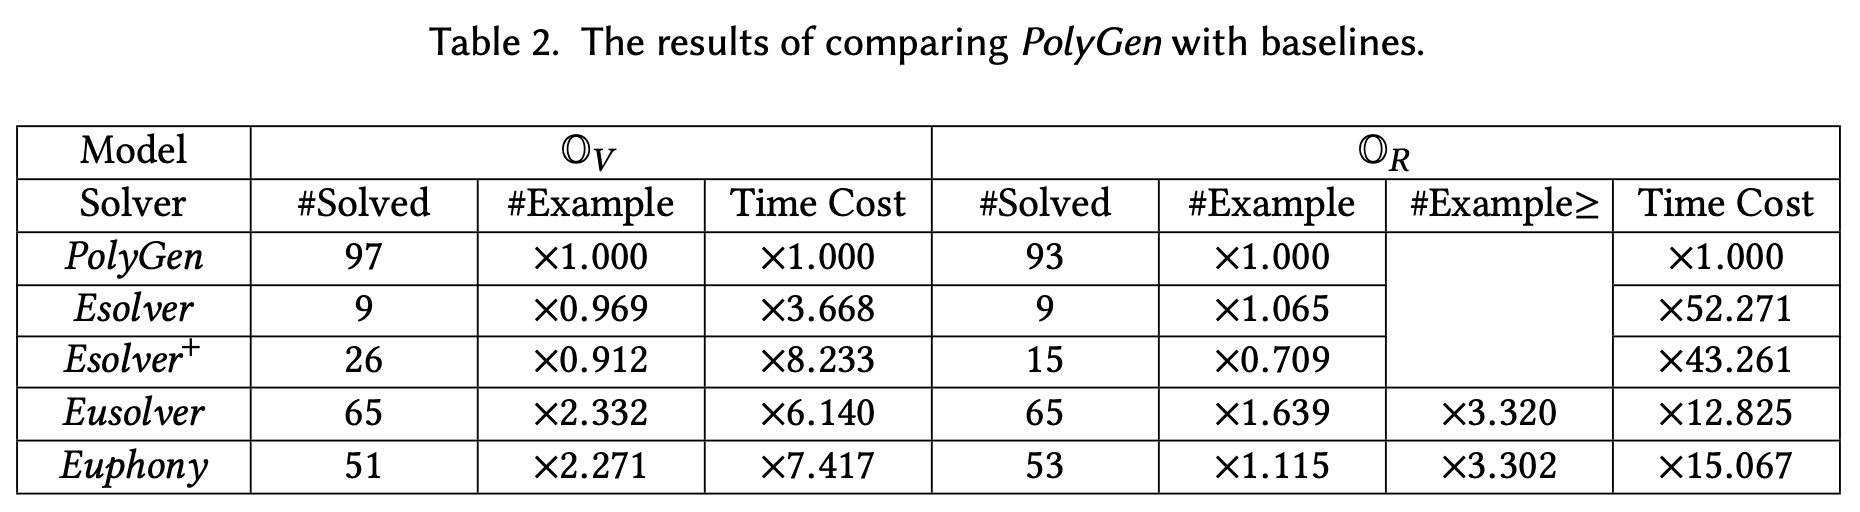 Table 2. The results of comparing PolyGen with baselines.
Model 𝕆V 𝕆R
Solver #Solved #Example Time Cost #Solved #Example #Example≥ Time Cost
PolyGen 97 ×1.000 ×1.000 93 ×1.000 ×1.000
Esolver 9 ×0.969 ×3.668 9 ×1.065 ×52.271
Esolver⁺ 26 ×0.912 ×8.233 15 ×0.709 ×43.261
Eusolver 65 ×2.332 ×6.140 65 ×1.639 ×3.320 ×12.825
Euphony 51 ×2.271 ×7.417 53 ×1.115 ×3.302 ×15.067